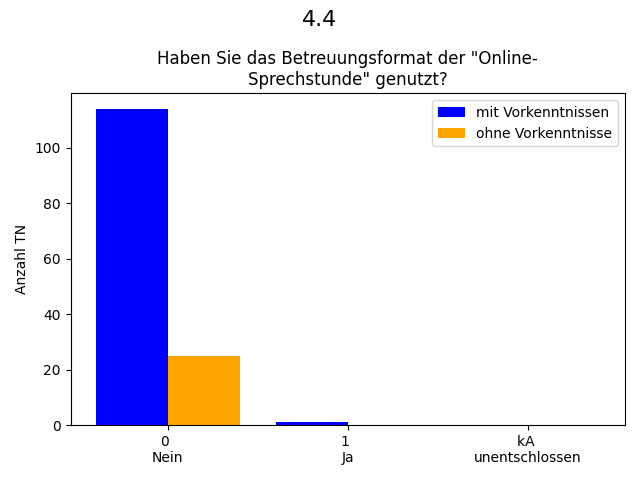 4.4
Haben Sie das Betreuungsformat der "Online-
Sprechstunde" genutzt?
mit Vorkenntnissen
ohne Vorkenntnisse
Anzahl TN
100
80
60
40
20
0
0 1 kA
Nein Ja unentschlossen